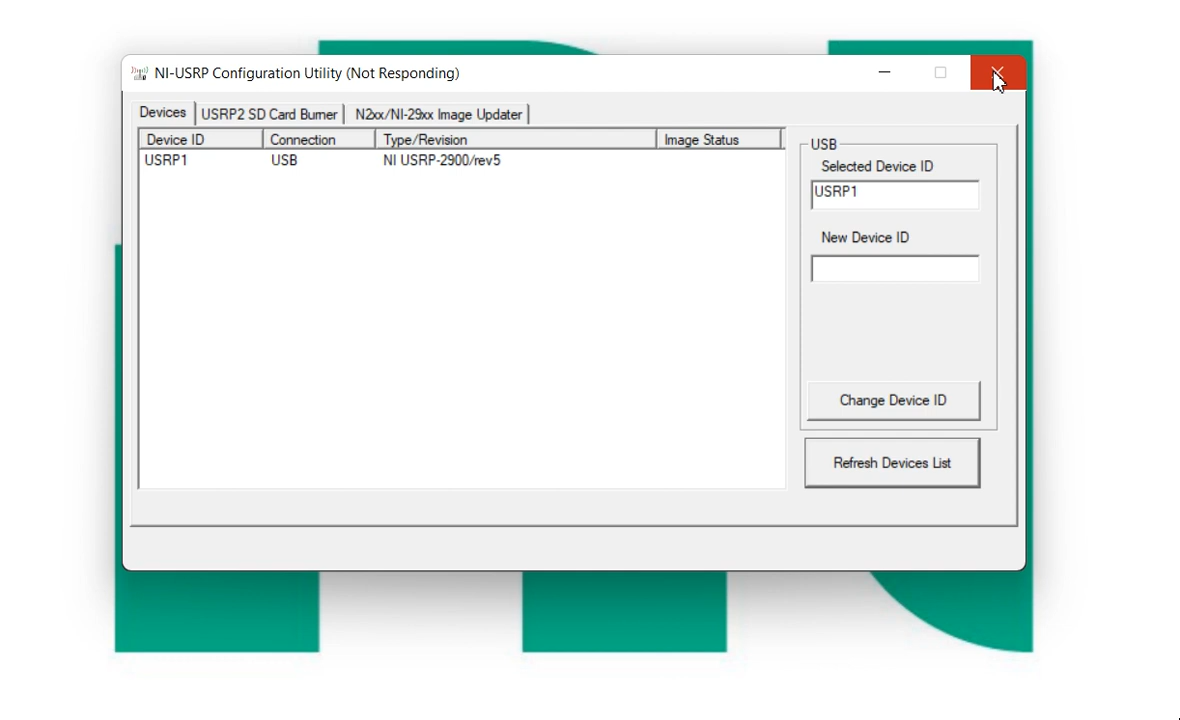 NI-USRP Configuration Utility (Not Responding)
Devices USRP2 SD Card Burner N2xx/NI-29xx Image Updater
Device ID Connection Type/Revision Image Status
USRP1 USB NI USRP-2900/rev5
USB
Selected Device ID
USRP1
New Device ID
Change Device ID
Refresh Devices List